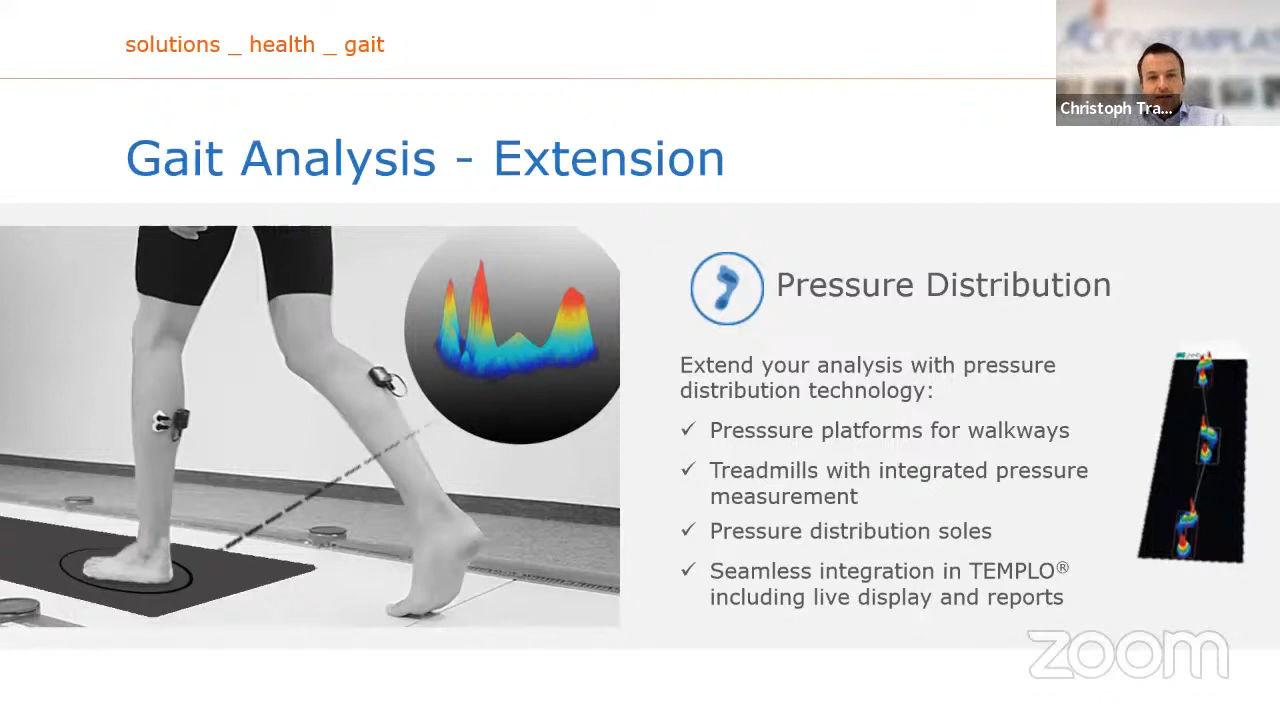 solutions _ health _ gait
Christoph Tra...
Gait Analysis - Extension
Pressure Distribution
Extend your analysis with pressure
distribution technology:
✓ Presssure platforms for walkways
✓ Treadmills with integrated pressure
measurement
✓ Pressure distribution soles
✓ Seamless integration in TEMPLO®
including live display and reports
zoom